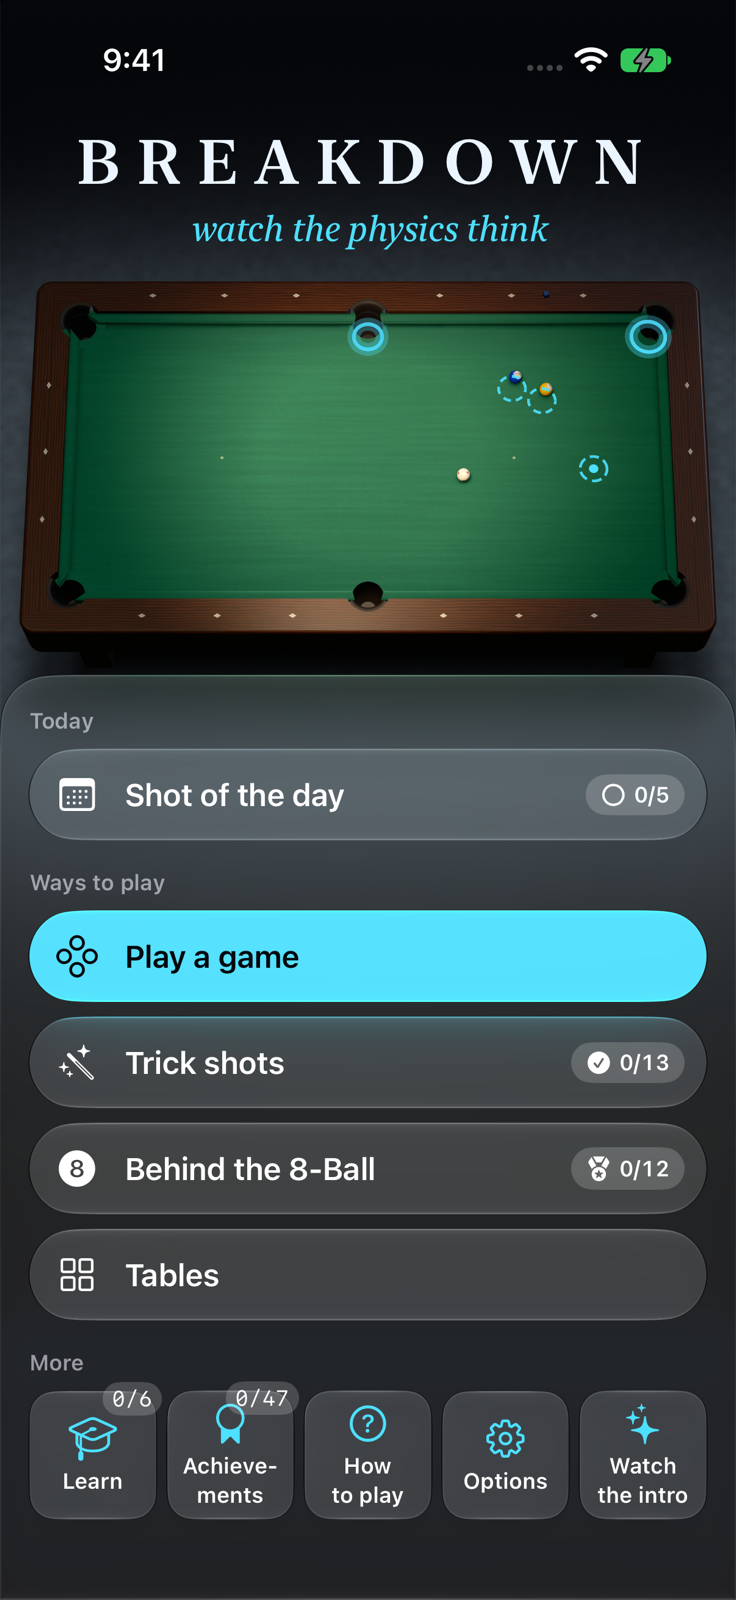 9:41
BREAKDOWN
watch the physics think
Today
Shot of the day
0/5
Ways to play
Play a game
Trick shots
0/13
8
Behind the 8-Ball
0/12
Tables
More
0/6
0/47
Learn
Achieve-
ments
?
How
to play
Options
Watch
the intro